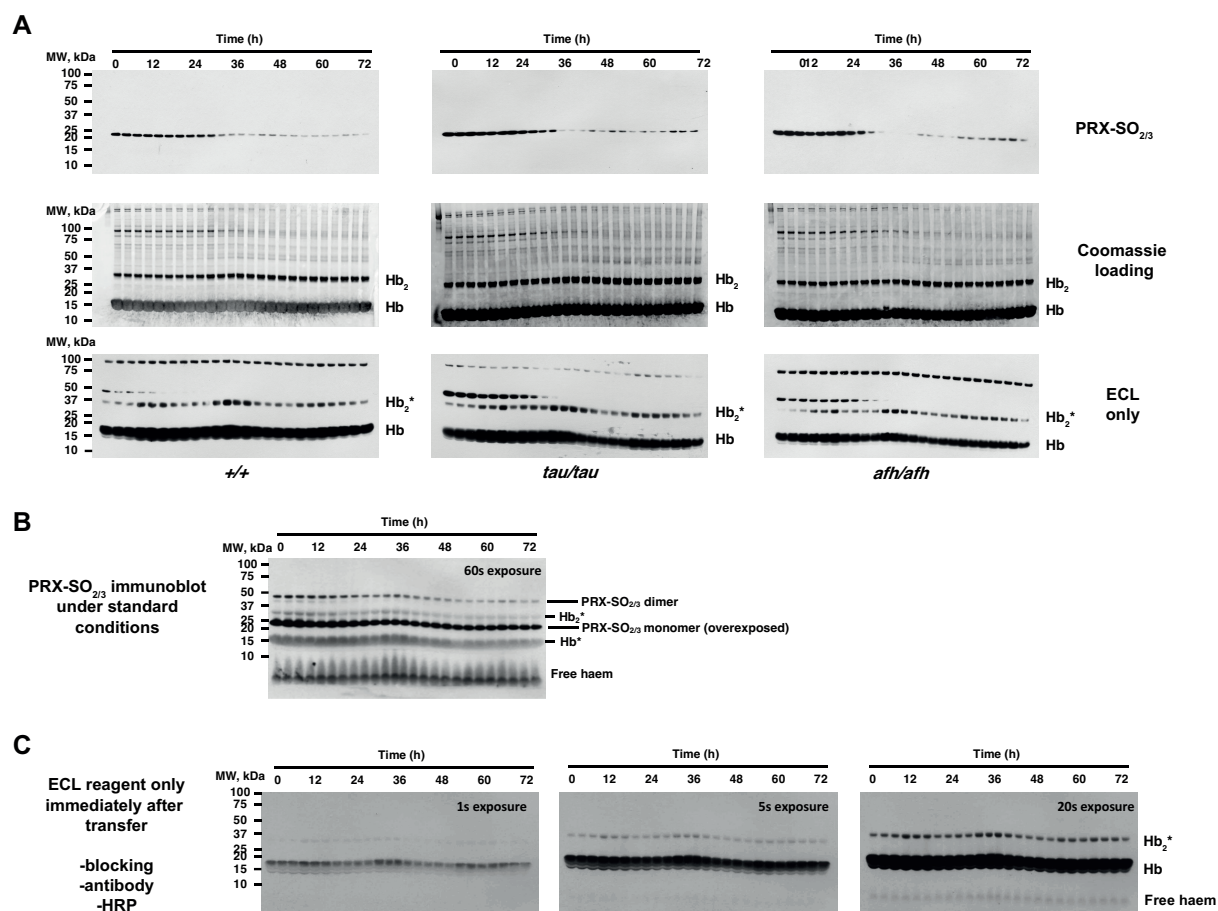 A
Time (h) Time (h) Time (h)
MW, kDa 0 12 24 36 48 60 72 0 12 24 36 48 60 72 012 24 36 48 60 72
100
75
50
37
25
20
15
10
PRX-SO2/3
MW, kDa
100
75
50
37
25
20
15
10
Hb2 Hb2 Hb2
Hb Hb Hb
Coomassie
loading
MW, kDa
100
75
50
37
25
20
15
10
Hb2* Hb2* Hb2*
Hb Hb Hb
ECL
only
+/+ tau/tau afh/afh
B
Time (h)
MW, kDa 0 12 24 36 48 60 72
PRX-SO2/3 immunoblot
under standard
conditions
100
75
50
37
25
20
15
10
60s exposure
PRX-SO2/3 dimer
Hb2*
PRX-SO2/3 monomer (overexposed)
Hb*
Free haem
C
Time (h) Time (h) Time (h)
MW, kDa 0 12 24 36 48 60 72 0 12 24 36 48 60 72 0 12 24 36 48 60 72
ECL reagent only
immediately after
transfer
-blocking
-antibody
-HRP
100
75
50
37
25
20
15
10
1s exposure 5s exposure 20s exposure
Hb2*
Hb
Free haem